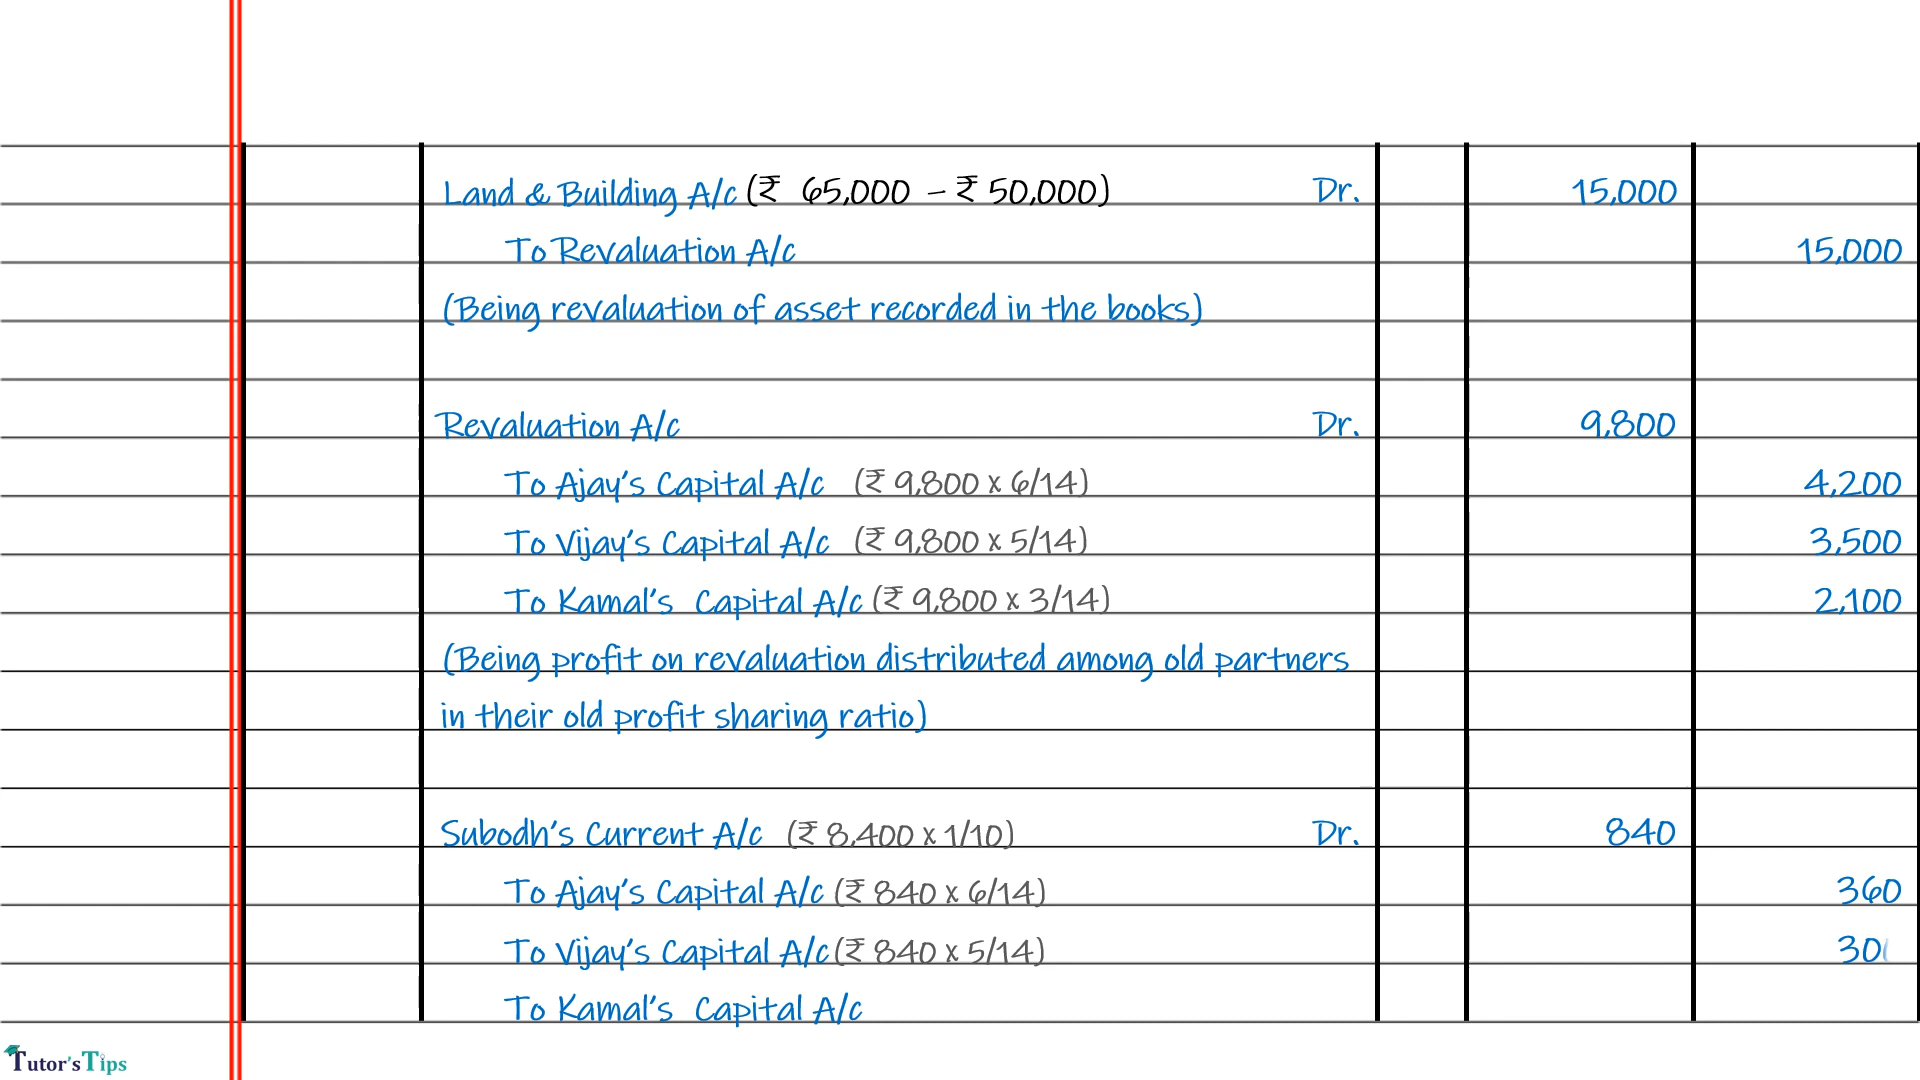 Land & Building A/c (₹ 65,000 – ₹ 50,000) Dr. 15,000
To Revaluation A/c 15,000
(Being revaluation of asset recorded in the books)
Revaluation A/c Dr. 9,800
To Ajay's Capital A/c (₹ 9,800 x 6/14) 4,200
To Vijay's Capital A/c (₹ 9,800 x 5/14) 3,500
To Kamal's Capital A/c (₹ 9,800 x 3/14) 2,100
(Being profit on revaluation distributed among old partners
in their old profit sharing ratio)
Subodh's Current A/c (₹ 8,400 x 1/10) Dr. 840
To Ajay's Capital A/c (₹ 840 x 6/14) 360
To Vijay's Capital A/c (₹ 840 x 5/14)
To Kamal's Capital A/c
Tutor'sTips